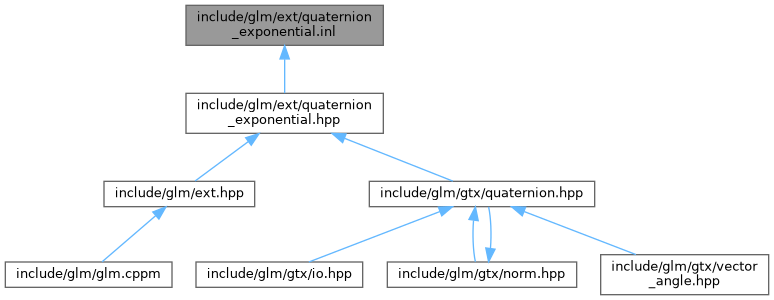 include/glm/ext/quaternion
_exponential.inl
include/glm/ext/quaternion
_exponential.hpp
include/glm/ext.hpp
include/glm/gtx/quaternion.hpp
include/glm/glm.cppm
include/glm/gtx/io.hpp
include/glm/gtx/norm.hpp
include/glm/gtx/vector
_angle.hpp